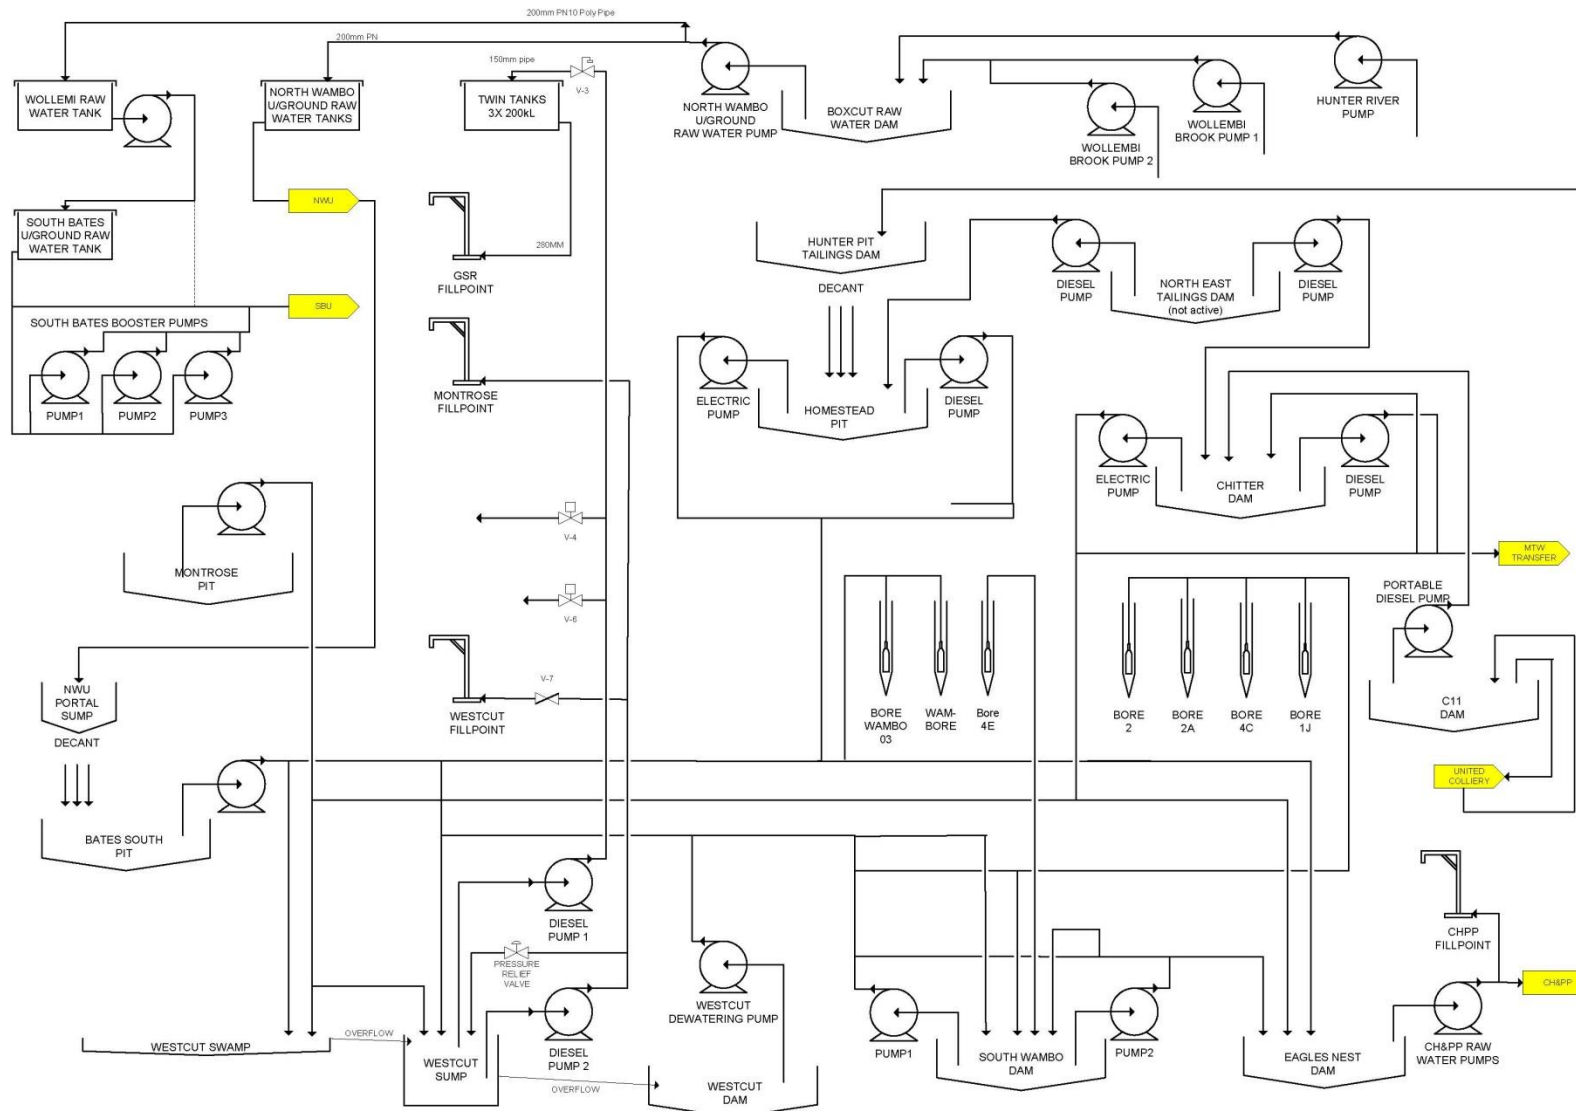 200mm PN10 Poly Pipe
200mm PN
150mm pipe
V-3
WOLLEMI RAW
WATER TANK
NORTH WAMBO
U/GROUND RAW
WATER TANKS
TWIN TANKS
3X 200kL
NORTH WAMBO
U/GROUND
RAW WATER PUMP
BOXCUT RAW
WATER DAM
WOLLEMBI
BROOK PUMP 2
WOLLEMBI
BROOK PUMP 1
HUNTER RIVER
PUMP
NWU
SOUTH BATES
U/GROUND RAW
WATER TANK
280MM
GSR
FILLPOINT
HUNTER PIT
TAILINGS DAM
DECANT
DIESEL
PUMP
NORTH EAST
TAILINGS DAM
(not active)
DIESEL
PUMP
SBU
SOUTH BATES BOOSTER PUMPS
PUMP1
PUMP2
PUMP3
MONTROSE
FILLPOINT
ELECTRIC
PUMP
HOMESTEAD
PIT
DIESEL
PUMP
ELECTRIC
PUMP
CHITTER
DAM
DIESEL
PUMP
MONTROSE
PIT
V-4
V-6
MTW
TRANSFER
PORTABLE
DIESEL PUMP
NWU
PORTAL
SUMP
DECANT
V-7
WESTCUT
FILLPOINT
BORE
WAMBO
03
WAM-
BORE
Bore
4E
BORE
2
BORE
2A
BORE
4C
BORE
1J
C11
DAM
UNITED
COLLIERY
BATES SOUTH
PIT
DIESEL
PUMP 1
PRESSURE
RELIEF
VALVE
WESTCUT
DEWATERING PUMP
CHPP
FILLPOINT
CH&PP
WESTCUT SWAMP
OVERFLOW
WESTCUT
SUMP
DIESEL
PUMP 2
OVERFLOW
WESTCUT
DAM
PUMP1
SOUTH WAMBO
DAM
PUMP2
EAGLES NEST
DAM
CH&PP RAW
WATER PUMPS